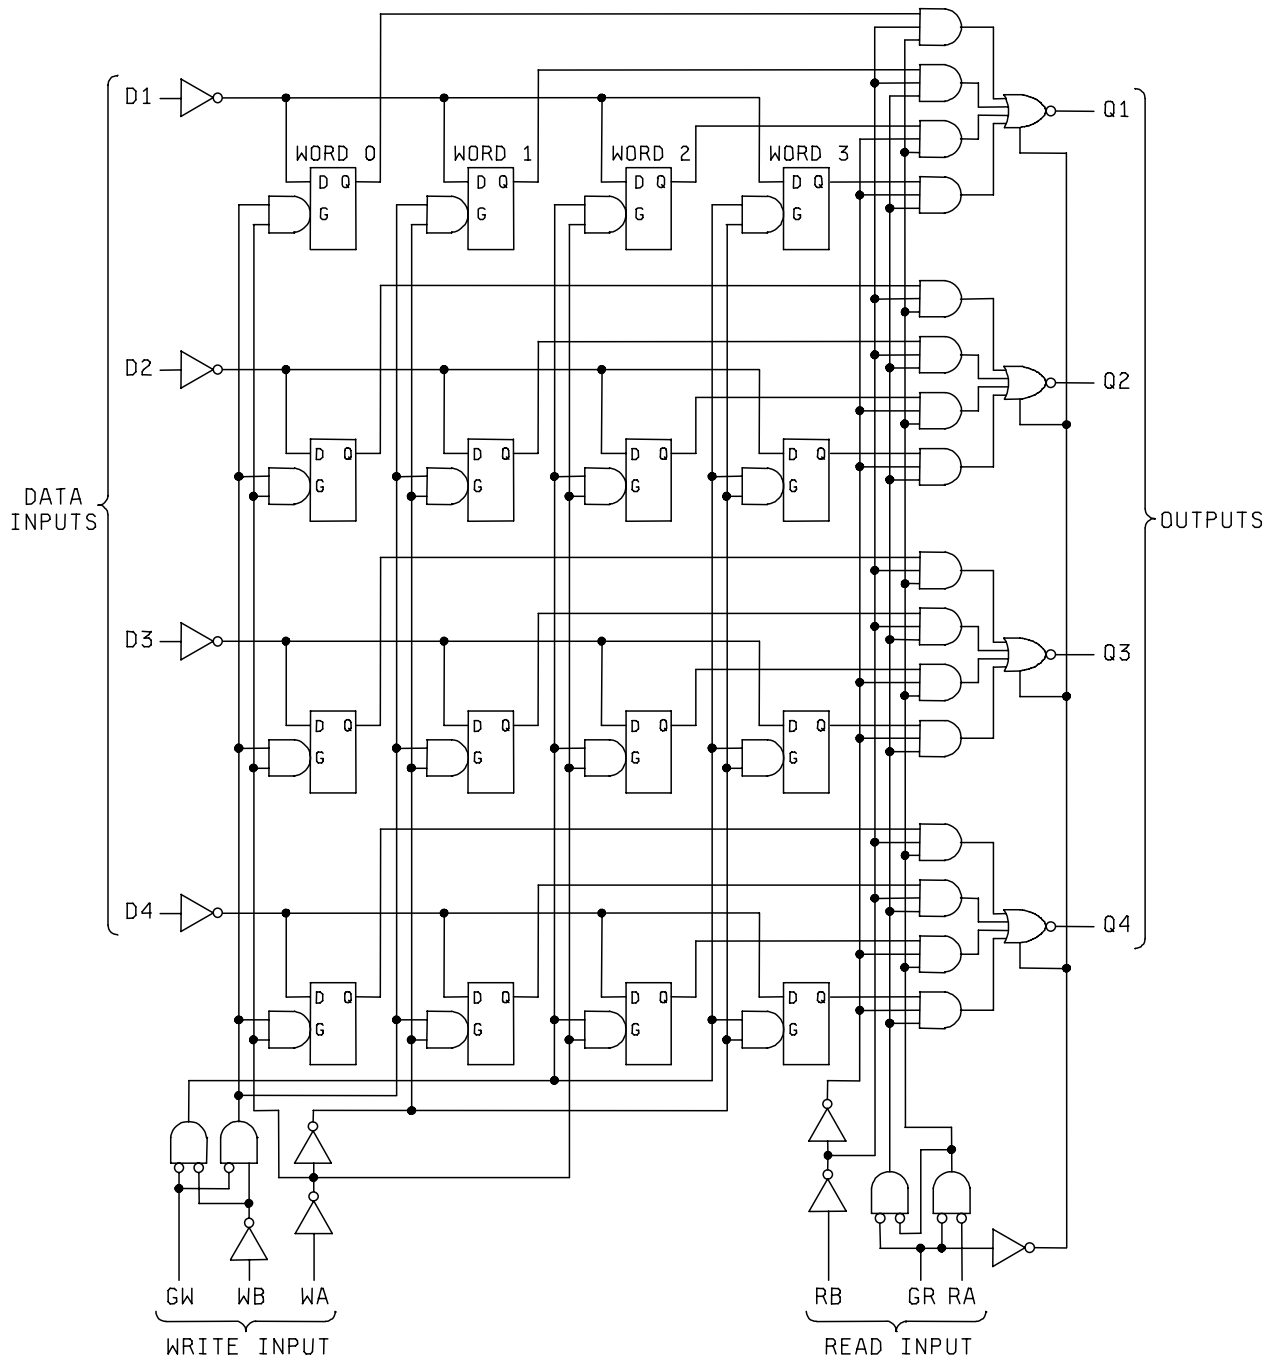 D1
Q1
WORD 0
WORD 1
WORD 2
WORD 3
D Q
D Q
D Q
D Q
G
G
G
G
D2
Q2
D Q
D Q
D Q
D Q
G
G
G
G
DATA
INPUTS
OUTPUTS
D3
Q3
D Q
D Q
D Q
D Q
G
G
G
G
D4
Q4
D Q
D Q
D Q
D Q
G
G
G
G
GW
WB
WA
RB
GR
RA
WRITE INPUT
READ INPUT